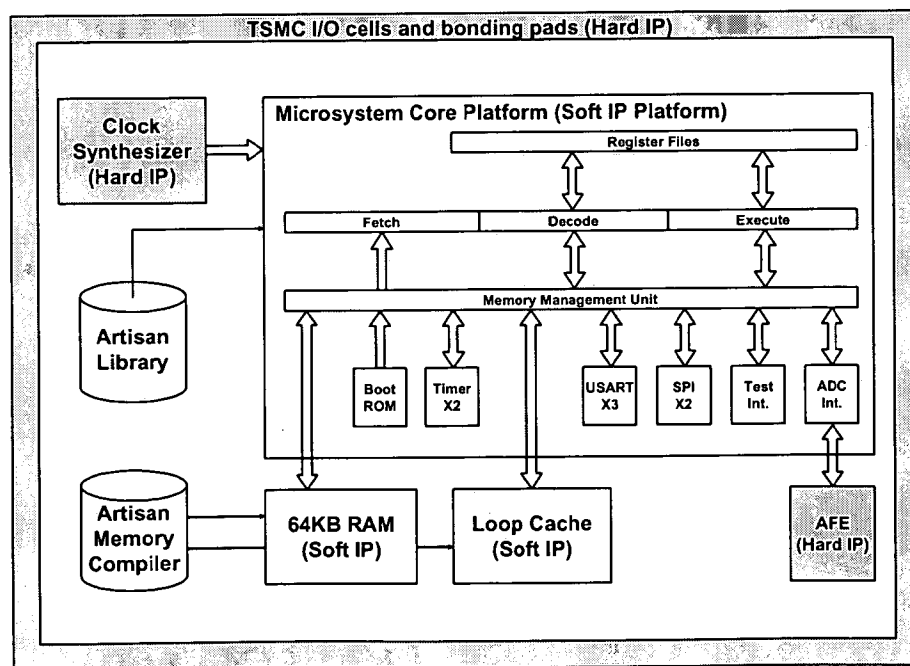 TSMC I/O cells and bonding pads (Hard IP)
Microsystem Core Platform (Soft IP Platform)
Clock
Synthesizer
(Hard IP)
Register Files
Fetch
Decode
Execute
Memory Management Unit
Artisan
Library
Boot
ROM
Timer
X2
USART
X3
SPI
X2
Test
Int.
ADC
Int.
Artisan
Memory
Compiler
64KB RAM
(Soft IP)
Loop Cache
(Soft IP)
AFE
(Hard IP)